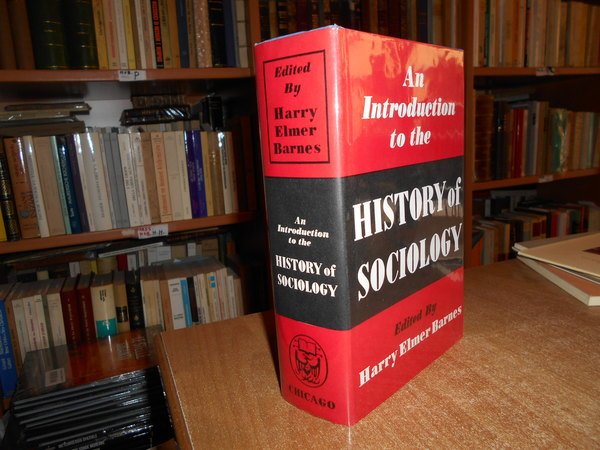 Edited
By
Harry
Elmer
Barnes
An
Introduction
to the
HISTORY of
SOCIOLOGY
CHICAGO
An
Introduction
to the
HISTORY of
SOCIOLOGY
Edited By
Harry Elmer Barnes